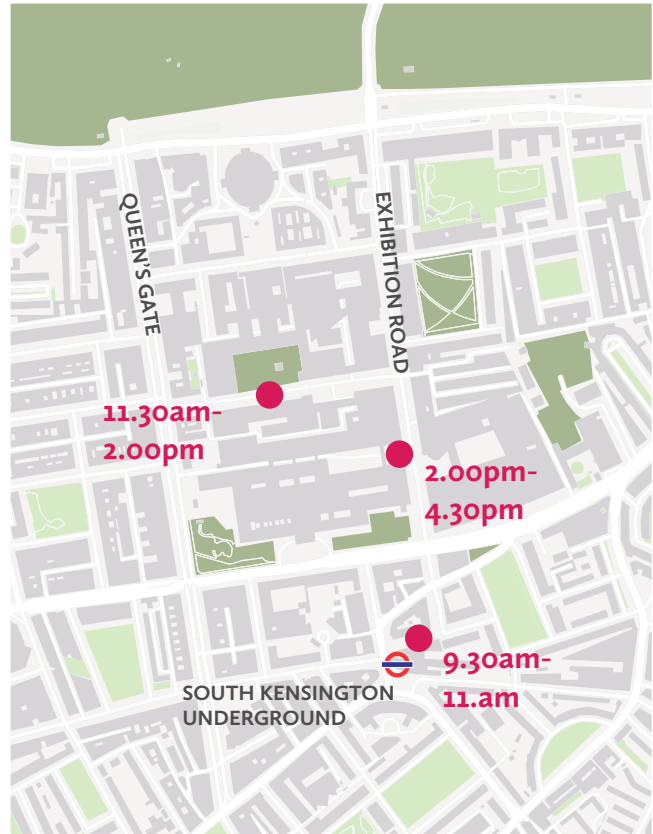 QUEEN'S GATE
EXHIBITION ROAD
11.30am-
2.00pm
2.00pm-
4.30pm
9.30am-
11.am
SOUTH KENSINGTON
UNDERGROUND